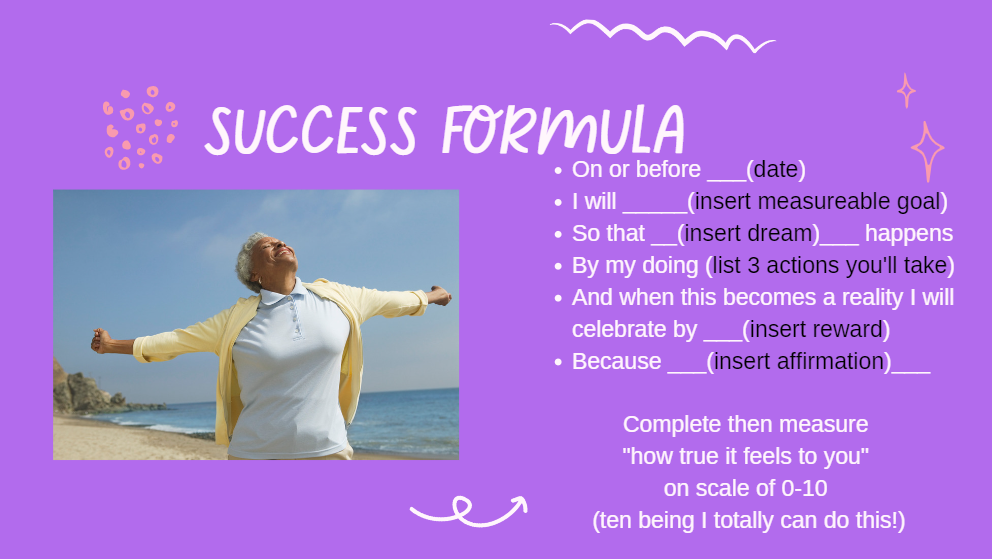 SUCCESS FORMULA
• On or before ___(date)
• I will _____(insert measureable goal)
• So that __(insert dream)___ happens
• By my doing (list 3 actions you'll take)
• And when this becomes a reality I will
celebrate by ___(insert reward)
• Because ___(insert affirmation)___
Complete then measure
"how true it feels to you"
on scale of 0-10
(ten being I totally can do this!)